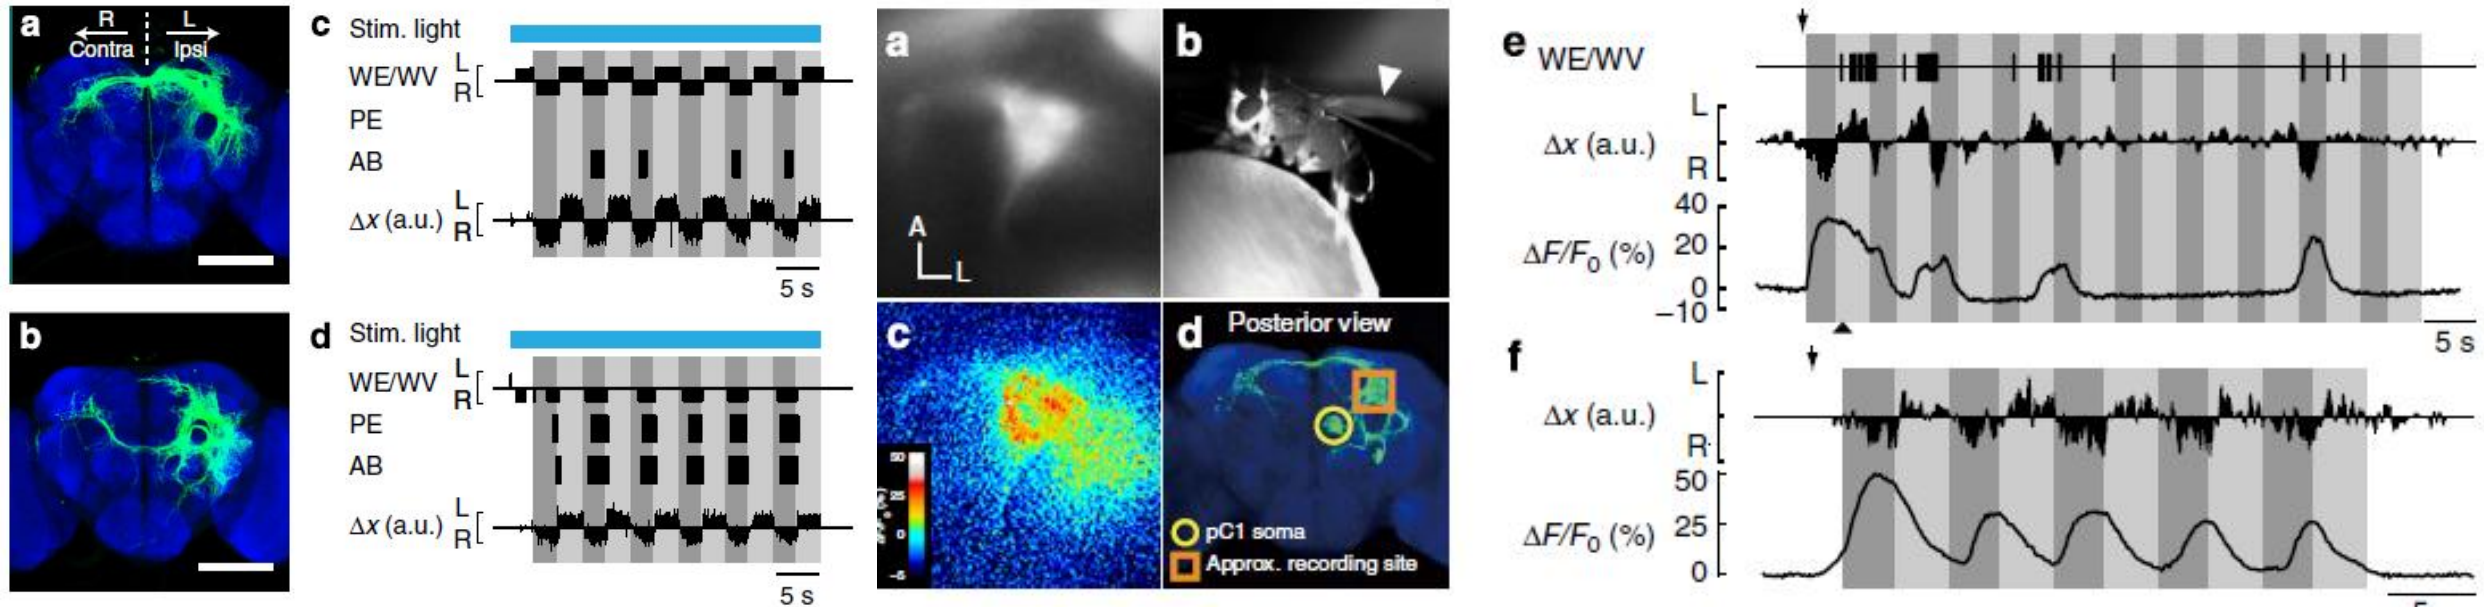 a
R
L
Contra
Ipsi
b
c
Stim. light
WE/WV
L
R
PE
AB
Δx (a.u.)
L
R
5 s
d
Stim. light
WE/WV
L
R
PE
AB
Δx (a.u.)
L
R
5 s
a
A
L
b
c
50
25
0
–5
d
Posterior view
pC1 soma
Approx. recording site
e
WE/WV
Δx (a.u.)
L
R
ΔF/F0 (%)
40
20
0
–10
5 s
f
Δx (a.u.)
L
R
ΔF/F0 (%)
50
25
0